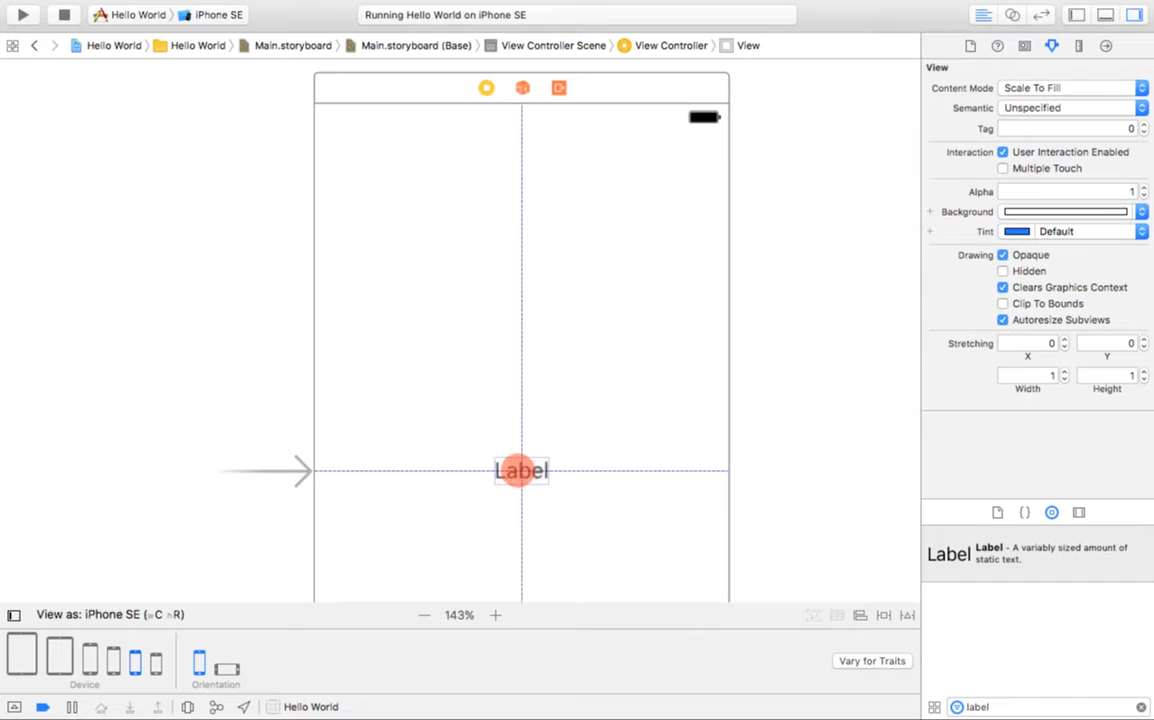 Hello World
iPhone SE
Running Hello World on iPhone SE
Hello World
Hello World
Main.storyboard
Main.storyboard (Base)
View Controller Scene
View Controller
View
View
Content Mode
Scale To Fill
Semantic
Unspecified
Tag
0
Interaction
User Interaction Enabled
Multiple Touch
Alpha
1
Background
Tint
Default
Drawing
Opaque
Hidden
Clears Graphics Context
Clip To Bounds
Autoresize Subviews
Stretching
0
0
X
Y
1
1
Width
Height
Label
Label
Label - A variably sized amount of
static text.
View as: iPhone SE (wC hR)
143%
Device
Orientation
Vary for Traits
Hello World
label